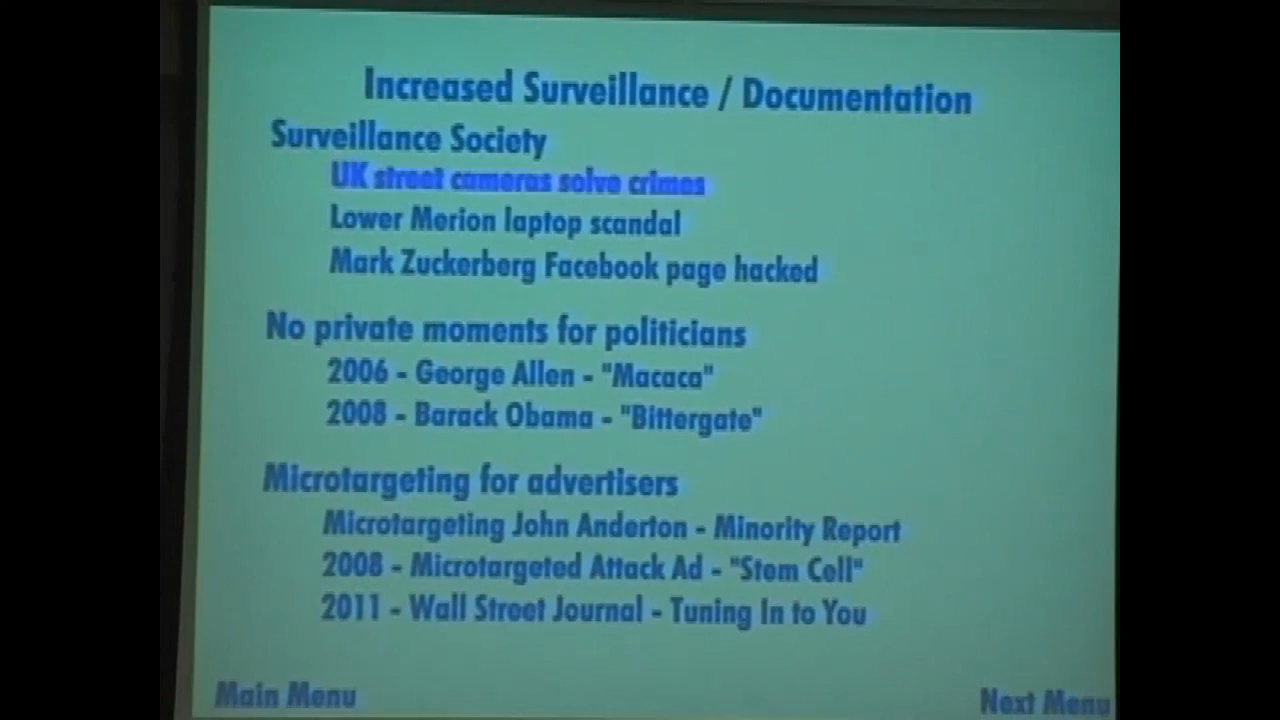 Increased Surveillance / Documentation
Surveillance Society
UK street cameras solve crimes
Lower Merion laptop scandal
Mark Zuckerberg Facebook page hacked
No private moments for politicians
2006 - George Allen - "Macaca"
2008 - Barack Obama - "Bittergate"
Microtargeting for advertisers
Microtargeting John Anderton - Minority Report
2008 - Microtargeted Attack Ad - "Stem Cell"
2011 - Wall Street Journal - Tuning In to You
Main Menu
Next Menu